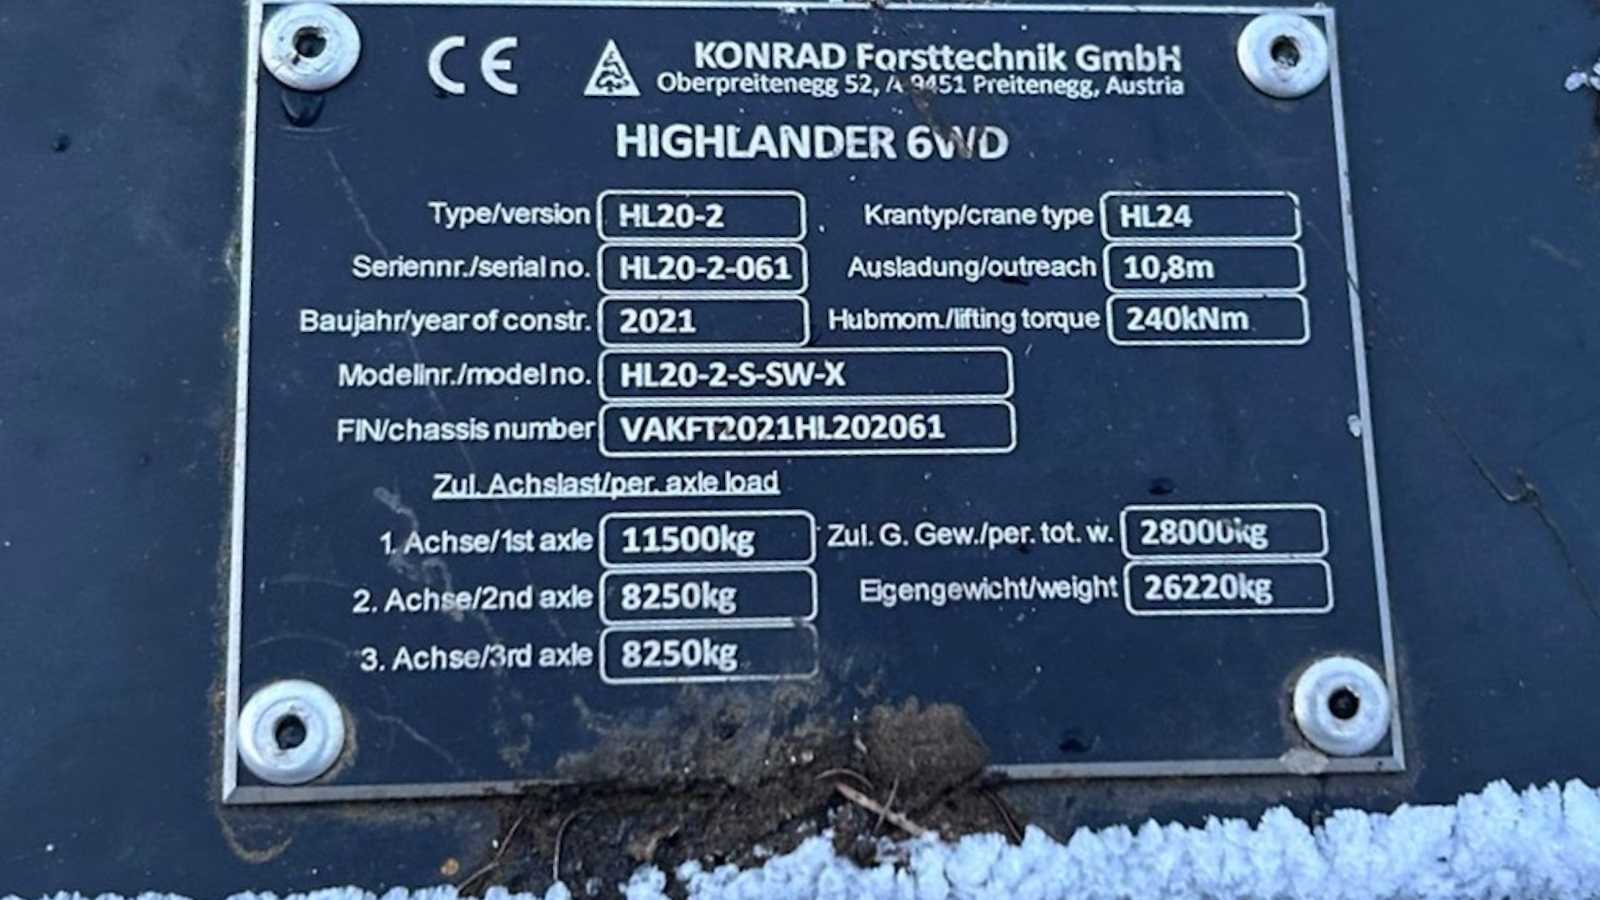 CE KONRAD Forsttechnik GmbH
Oberpreitenegg 52, A-9451 Preitenegg, Austria
HIGHLANDER 6WD
Type/version HL20-2 Krantyp/crane type HL24
Seriennr./serial no. HL20-2-061 Ausladung/outreach 10,8m
Baujahr/year of constr. 2021 Hubmom./lifting torque 240kNm
Modellnr./model no. HL20-2-S-SW-X
FIN/chassis number VAKFT2021HL202061
Zul. Achslast/per. axle load
1. Achse/1st axle 11500kg Zul. G. Gew./per. tot. w. 28000kg
2. Achse/2nd axle 8250kg Eigengewicht/weight 26220kg
3. Achse/3rd axle 8250kg